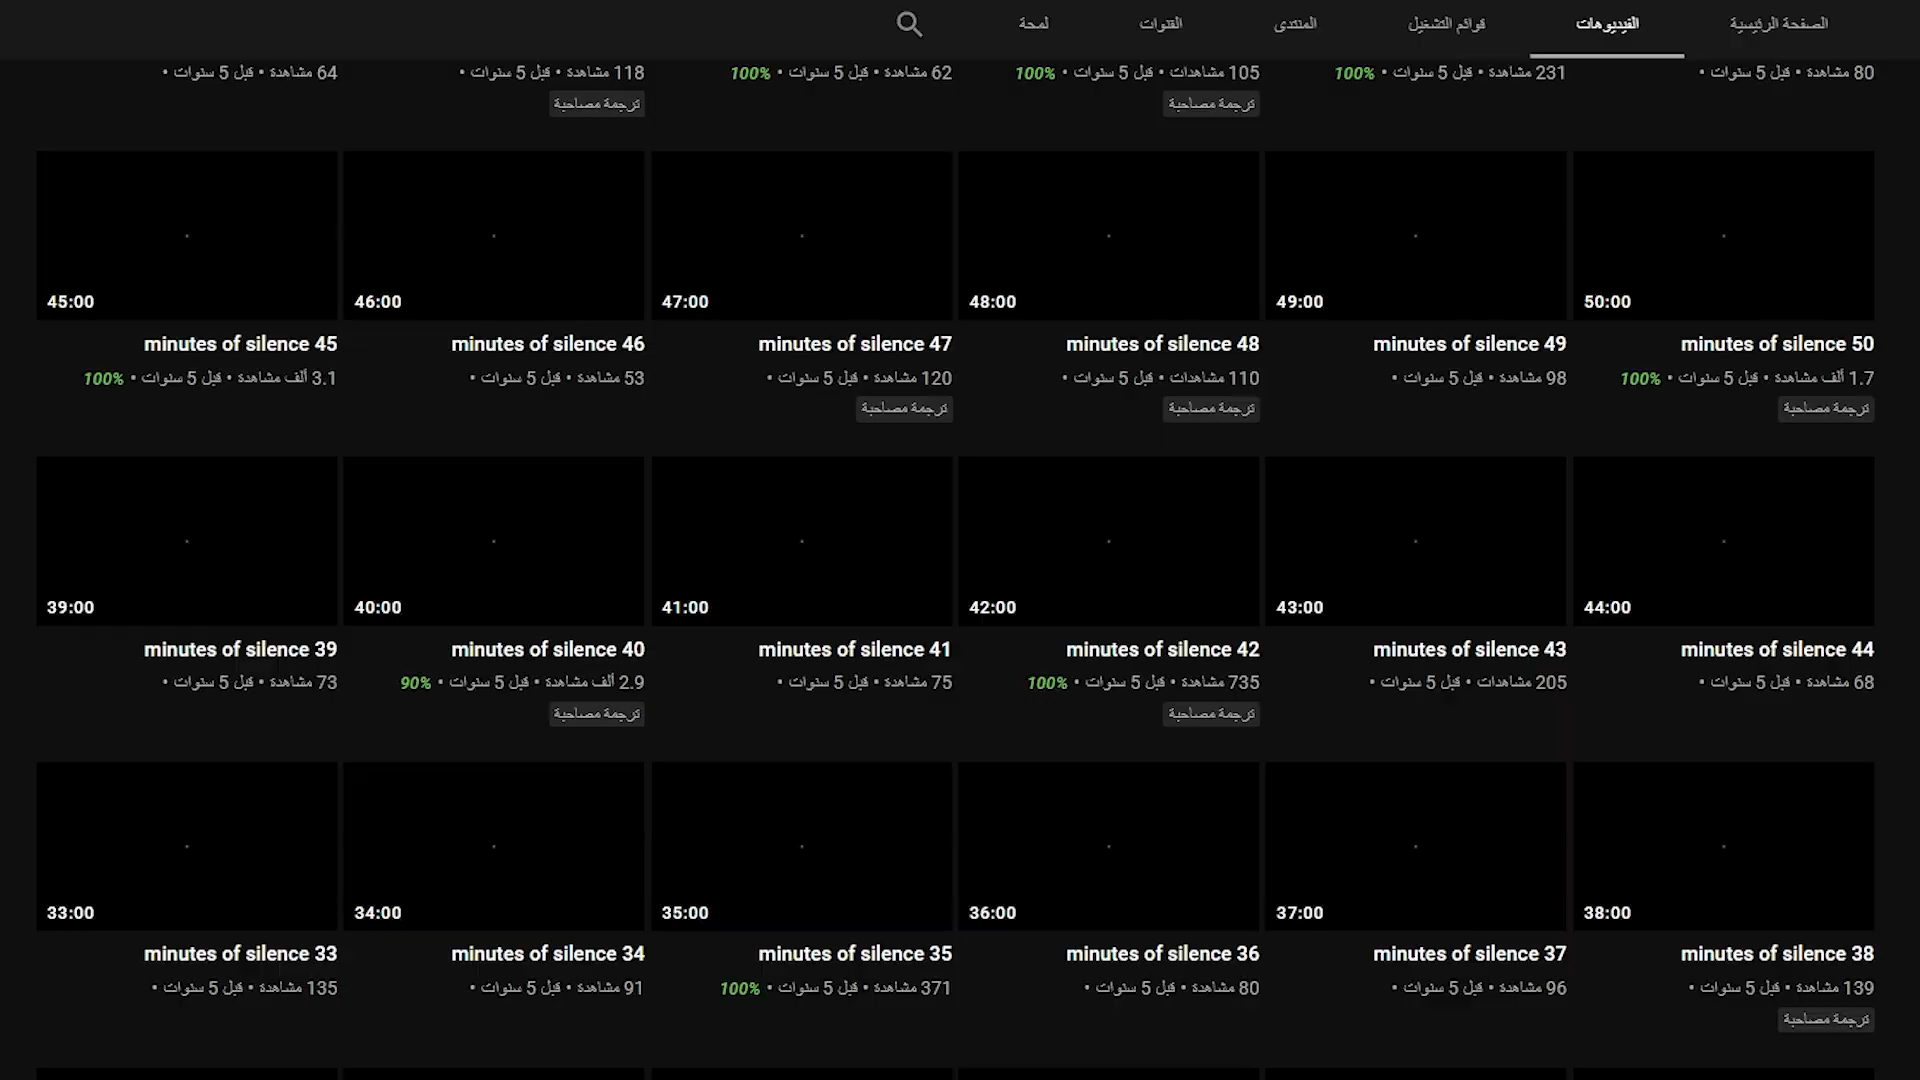 الصفحة الرئيسية الفيديوهات قوائم التشغيل المنتدى القنوات لمحة
80 مشاهدة • قبل 5 سنوات •
231 مشاهدة • قبل 5 سنوات • 100%
105 مشاهدات • قبل 5 سنوات • 100%
ترجمة مصاحبة
62 مشاهدة • قبل 5 سنوات • 100%
118 مشاهدة • قبل 5 سنوات •
ترجمة مصاحبة
64 مشاهدة • قبل 5 سنوات •
50:00
minutes of silence 50
1.7 ألف مشاهدة • قبل 5 سنوات • 100%
ترجمة مصاحبة
49:00
minutes of silence 49
98 مشاهدة • قبل 5 سنوات •
48:00
minutes of silence 48
110 مشاهدات • قبل 5 سنوات •
ترجمة مصاحبة
47:00
minutes of silence 47
120 مشاهدة • قبل 5 سنوات •
ترجمة مصاحبة
46:00
minutes of silence 46
53 مشاهدة • قبل 5 سنوات •
45:00
minutes of silence 45
3.1 ألف مشاهدة • قبل 5 سنوات • 100%
44:00
minutes of silence 44
68 مشاهدة • قبل 5 سنوات •
43:00
minutes of silence 43
205 مشاهدات • قبل 5 سنوات •
42:00
minutes of silence 42
735 مشاهدة • قبل 5 سنوات • 100%
ترجمة مصاحبة
41:00
minutes of silence 41
75 مشاهدة • قبل 5 سنوات •
40:00
minutes of silence 40
2.9 ألف مشاهدة • قبل 5 سنوات • 90%
ترجمة مصاحبة
39:00
minutes of silence 39
73 مشاهدة • قبل 5 سنوات •
38:00
minutes of silence 38
139 مشاهدة • قبل 5 سنوات •
ترجمة مصاحبة
37:00
minutes of silence 37
96 مشاهدة • قبل 5 سنوات •
36:00
minutes of silence 36
80 مشاهدة • قبل 5 سنوات •
35:00
minutes of silence 35
371 مشاهدة • قبل 5 سنوات • 100%
34:00
minutes of silence 34
91 مشاهدة • قبل 5 سنوات •
33:00
minutes of silence 33
135 مشاهدة • قبل 5 سنوات •